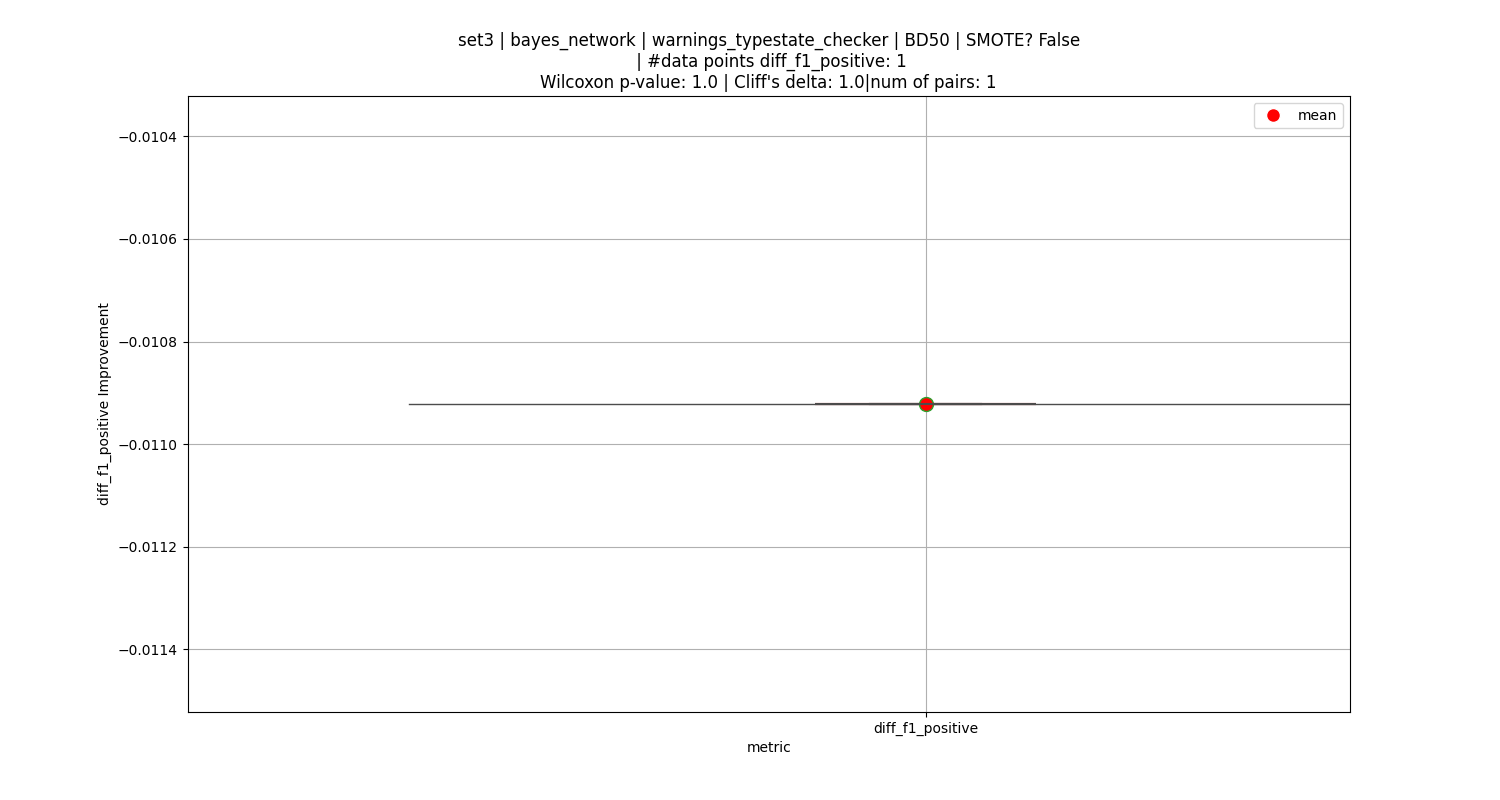 set3 | bayes_network | warnings_typestate_checker | BD50 | SMOTE? False
| #data points diff_f1_positive: 1
Wilcoxon p-value: 1.0 | Cliff's delta: 1.0|num of pairs: 1
mean
−0.0104
−0.0106
−0.0108
−0.0110
−0.0112
−0.0114
diff_f1_positive Improvement
diff_f1_positive
metric